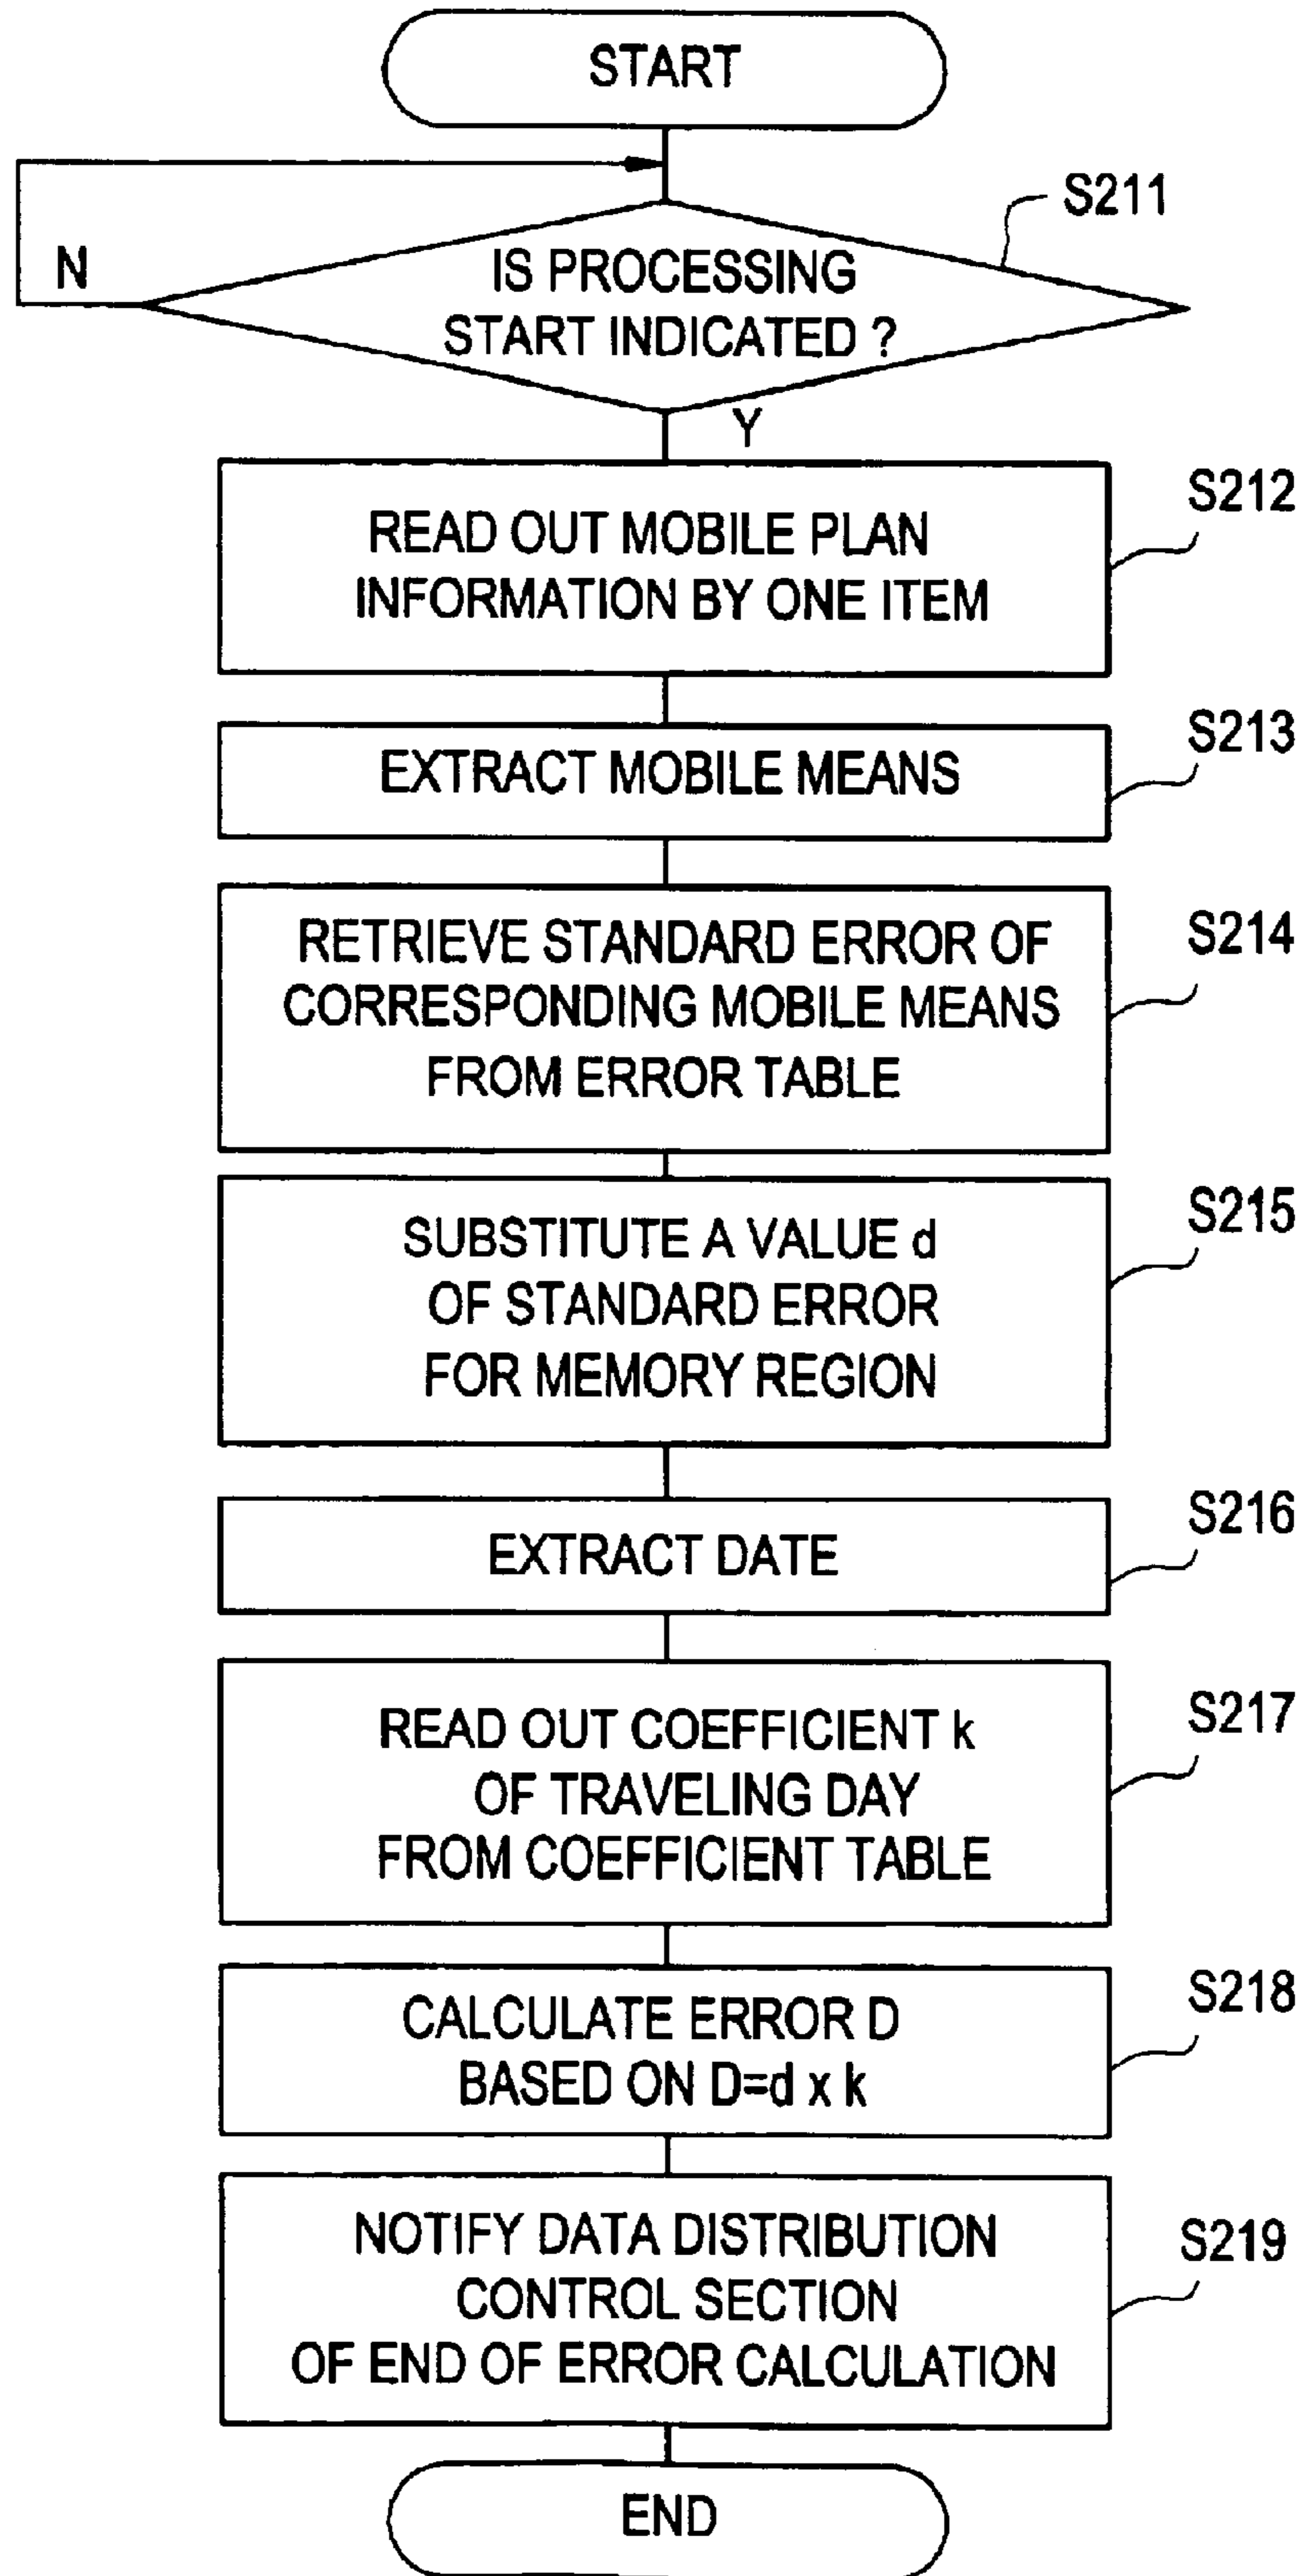 START
S211
N
IS PROCESSING
START INDICATED ?
Y
S212
READ OUT MOBILE PLAN
INFORMATION BY ONE ITEM
S213
EXTRACT MOBILE MEANS
S214
RETRIEVE STANDARD ERROR OF
CORRESPONDING MOBILE MEANS
FROM ERROR TABLE
S215
SUBSTITUTE A VALUE d
OF STANDARD ERROR
FOR MEMORY REGION
S216
EXTRACT DATE
S217
READ OUT COEFFICIENT k
OF TRAVELING DAY
FROM COEFFICIENT TABLE
S218
CALCULATE ERROR D
BASED ON D=d x k
S219
NOTIFY DATA DISTRIBUTION
CONTROL SECTION
OF END OF ERROR CALCULATION
END